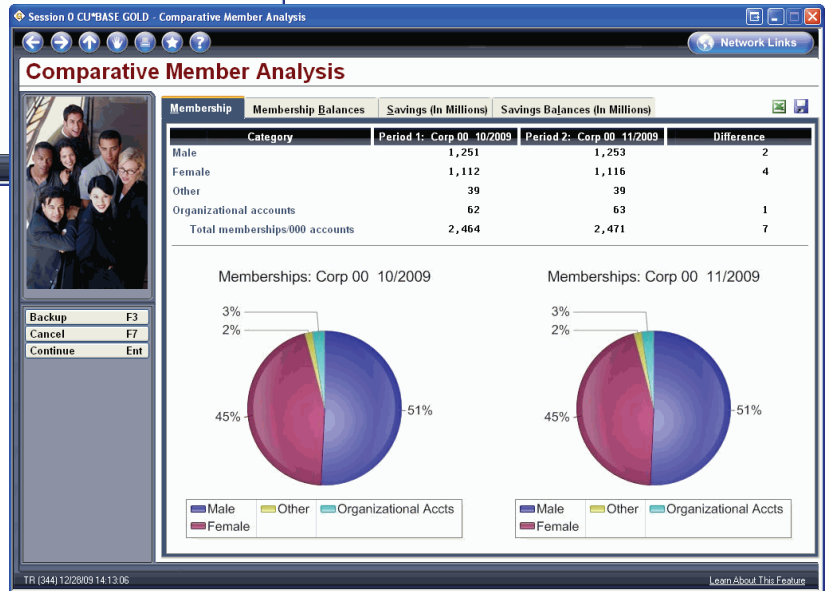 Session 0 CU*BASE GOLD - Comparative Member Analysis
Network Links
Comparative Member Analysis
Membership Membership Balances Savings (In Millions) Savings Balances (In Millions)
Category Period 1: Corp 00 10/2009 Period 2: Corp 00 11/2009 Difference
Male 1,251 1,253 2
Female 1,112 1,116 4
Other 39 39
Organizational accounts 62 63 1
Total memberships/000 accounts 2,464 2,471 7
Backup F3
Cancel F7
Continue Ent
Memberships: Corp 00 10/2009
3%
2%
45%
51%
Male Other Organizational Accts
Female
Memberships: Corp 00 11/2009
3%
2%
45%
51%
Male Other Organizational Accts
Female
TR (344) 12/28/09 14:13:06
Learn About This Feature